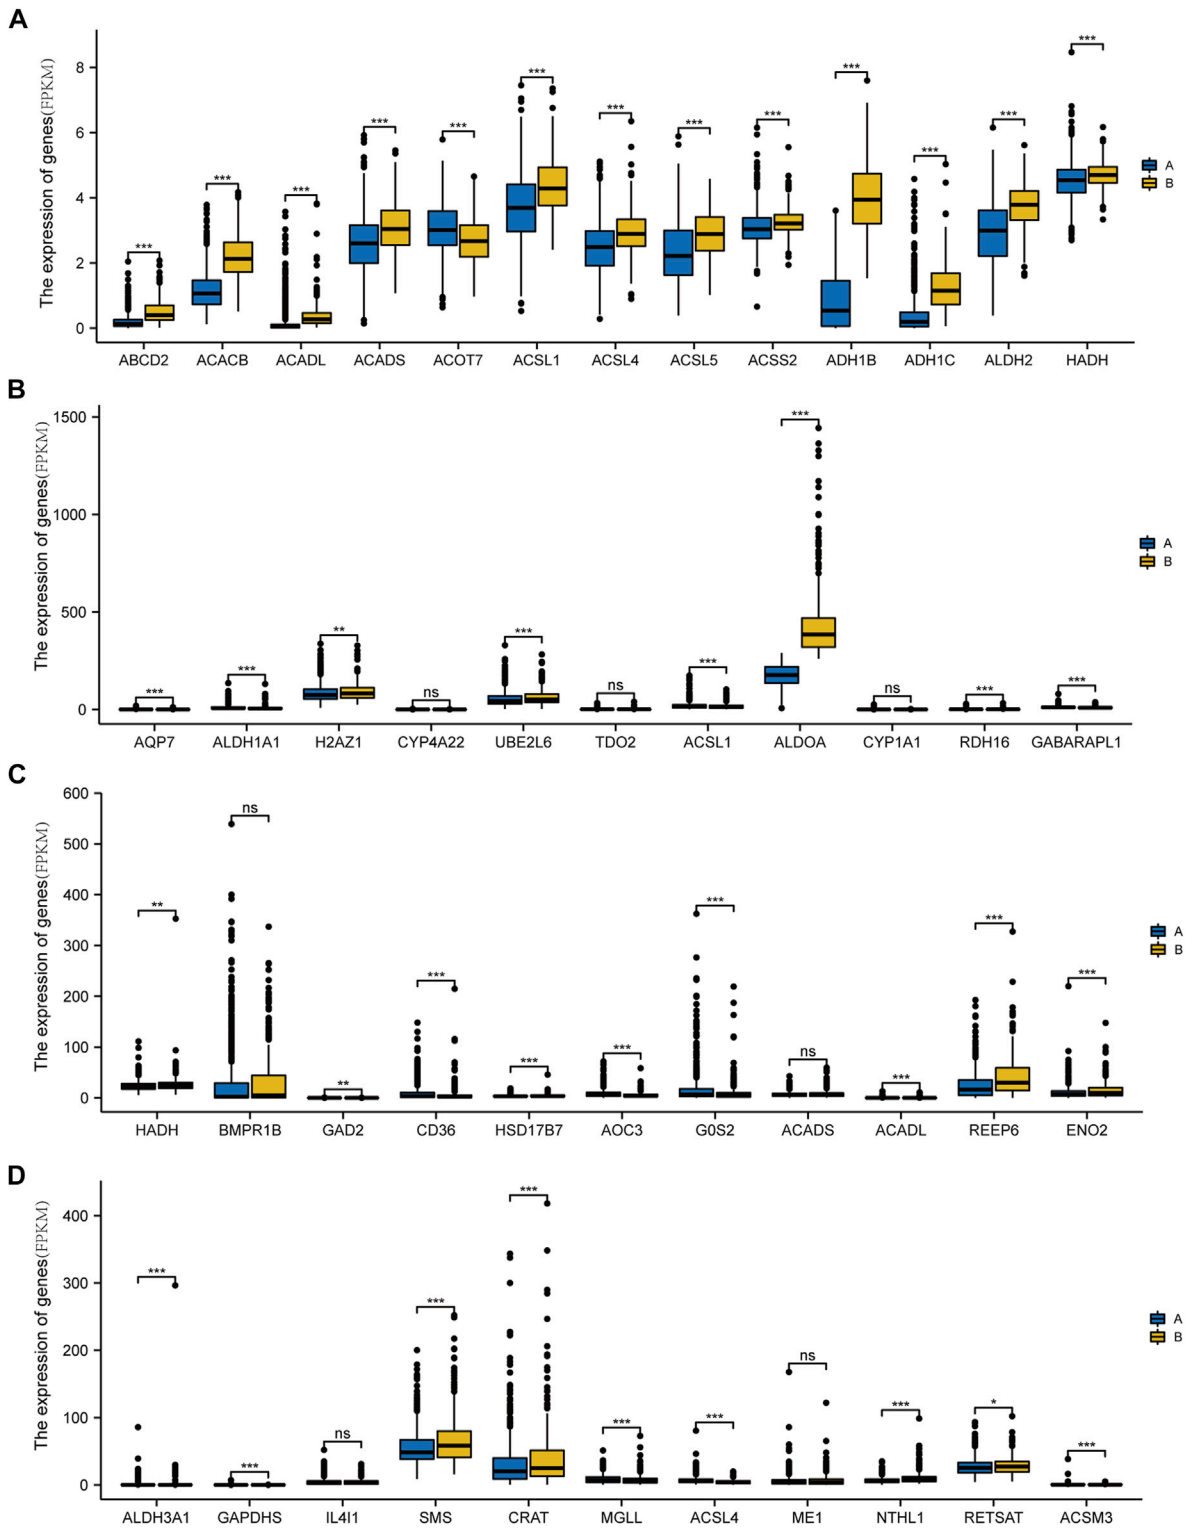 A
The expression of genes(FPKM)
8
6
4
2
0
***
***
***
***
***
***
***
***
***
***
***
***
***
ABCD2 ACACB ACADL ACADS ACOT7 ACSL1 ACSL4 ACSL5 ACSS2 ADH1B ADH1C ALDH2 HADH
A
B
B
The expression of genes(FPKM)
1500
1000
500
0
***
***
**
ns
***
ns
***
***
ns
***
***
AQP7 ALDH1A1 H2AZ1 CYP4A22 UBE2L6 TDO2 ACSL1 ALDOA CYP1A1 RDH16 GABARAPL1
A
B
C
The expression of genes(FPKM)
600
500
400
300
200
100
0
**
ns
**
***
***
***
***
ns
***
***
***
HADH BMPR1B GAD2 CD36 HSD17B7 AOC3 G0S2 ACADS ACADL REEP6 ENO2
A
B
D
The expression of genes(FPKM)
400
300
200
100
0
***
***
ns
***
***
***
***
ns
***
*
***
ALDH3A1 GAPDHS IL4I1 SMS CRAT MGLL ACSL4 ME1 NTHL1 RETSAT ACSM3
A
B